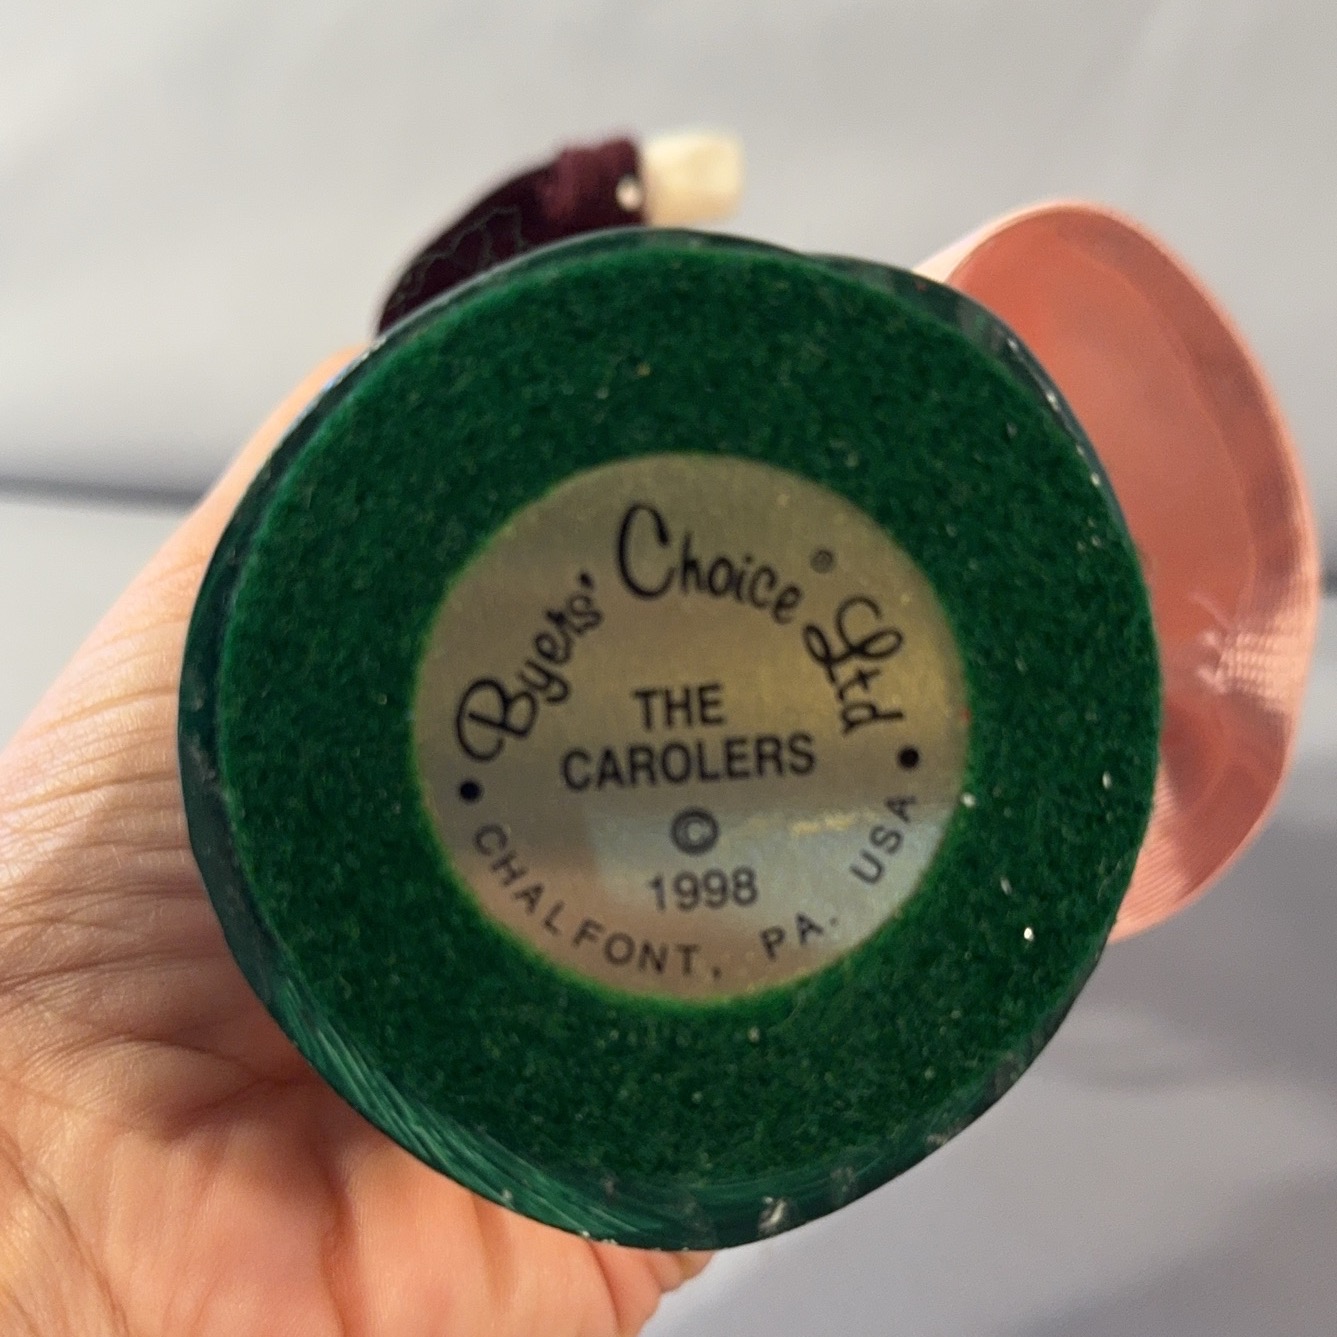 Byers' Choice® Ltd
THE
CAROLERS
©
1998
• CHALFONT, PA. USA •